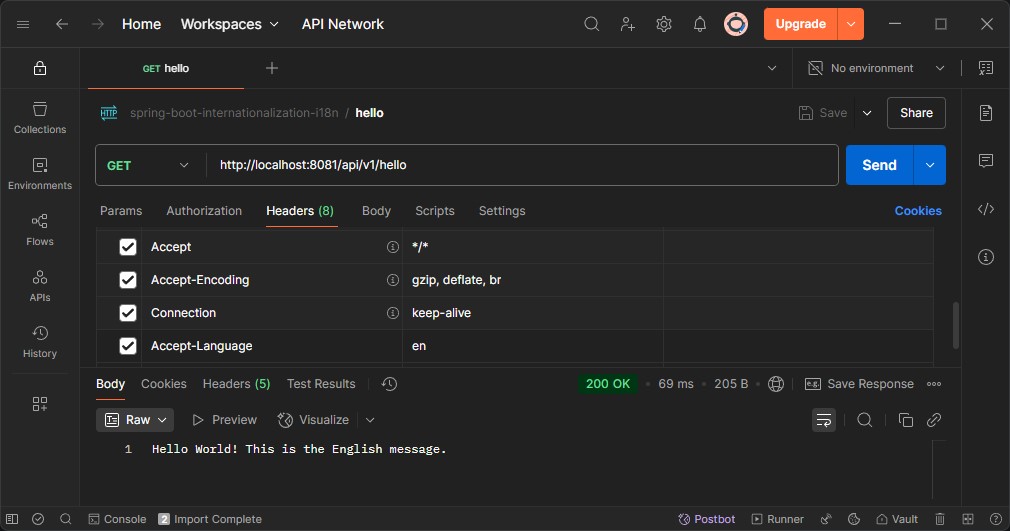 Home Workspaces API Network Upgrade
GET hello No environment
HTTP spring-boot-internationalization-i18n / hello Save Share
GET http://localhost:8081/api/v1/hello Send
Params Authorization Headers (8) Body Scripts Settings Cookies
Accept */*
Accept-Encoding gzip, deflate, br
Connection keep-alive
Accept-Language en
Collections
Environments
Flows
APIs
History
Body Cookies Headers (5) Test Results 200 OK • 69 ms • 205 B e.g. Save Response
Raw Preview Visualize
1 Hello World! This is the English message.
Console 2 Import Complete Postbot Runner Vault